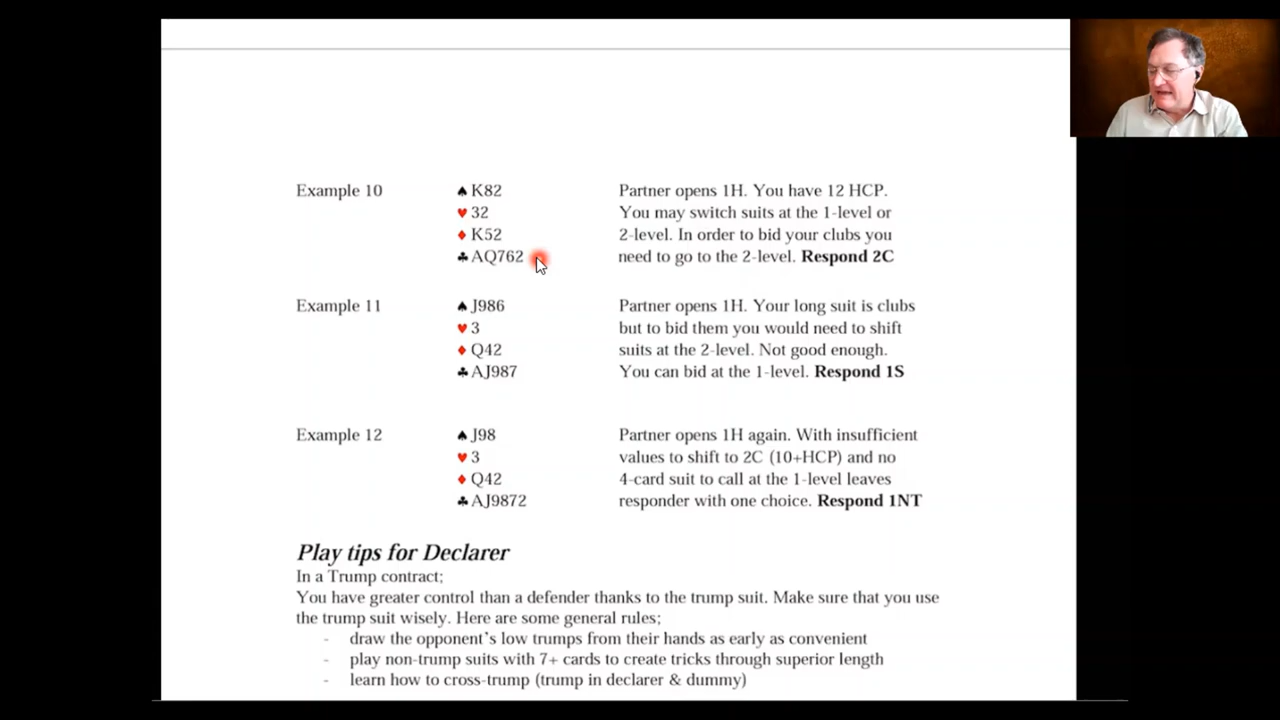 Example 10 ♠ K82 Partner opens 1H. You have 12 HCP.
♥ 32 You may switch suits at the 1-level or
♦ K52 2-level. In order to bid your clubs you
♣ AQ762 need to go to the 2-level. Respond 2C
Example 11 ♠ J986 Partner opens 1H. Your long suit is clubs
♥ 3 but to bid them you would need to shift
♦ Q42 suits at the 2-level. Not good enough.
♣ AJ987 You can bid at the 1-level. Respond 1S
Example 12 ♠ J98 Partner opens 1H again. With insufficient
♥ 3 values to shift to 2C (10+HCP) and no
♦ Q42 4-card suit to call at the 1-level leaves
♣ AJ9872 responder with one choice. Respond 1NT
Play tips for Declarer
In a Trump contract;
You have greater control than a defender thanks to the trump suit. Make sure that you use
the trump suit wisely. Here are some general rules;
- draw the opponent's low trumps from their hands as early as convenient
- play non-trump suits with 7+ cards to create tricks through superior length
- learn how to cross-trump (trump in declarer & dummy)